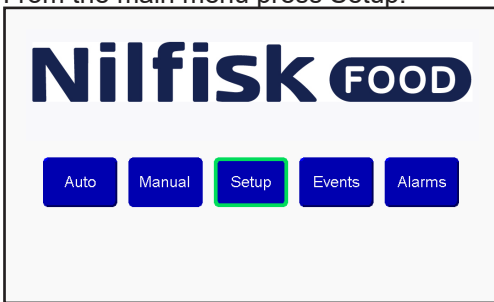 From the main menu press Setup.
Nilfisk FOOD
Auto Manual Setup Events Alarms